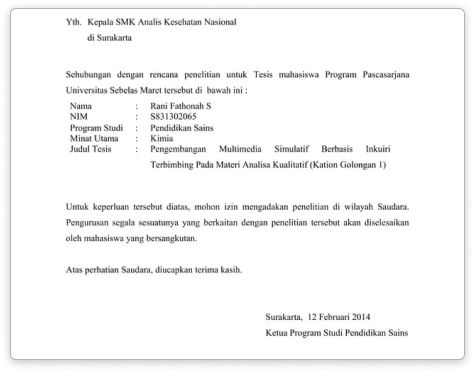 Yth. Kepala SMK Analis Kesehatan Nasional
di Surakarta
Sehubungan dengan rencana penelitian untuk Tesis mahasiswa Program Pascasarjana
Universitas Sebelas Maret tersebut di bawah ini :
Nama : Rani Fathonah S
NIM : S831302065
Program Studi : Pendidikan Sains
Minat Utama : Kimia
Judul Tesis : Pengembangan Multimedia Simulatif Berbasis Inkuiri
Terbimbing Pada Materi Analisa Kualitatif (Kation Golongan 1)
Untuk keperluan tersebut diatas, mohon izin mengadakan penelitian di wilayah Saudara.
Pengurusan segala sesuatunya yang berkaitan dengan penelitian tersebut akan diselesaikan
oleh mahasiswa yang bersangkutan.
Atas perhatian Saudara, diucapkan terima kasih.
Surakarta, 12 Februari 2014
Ketua Program Studi Pendidikan Sains